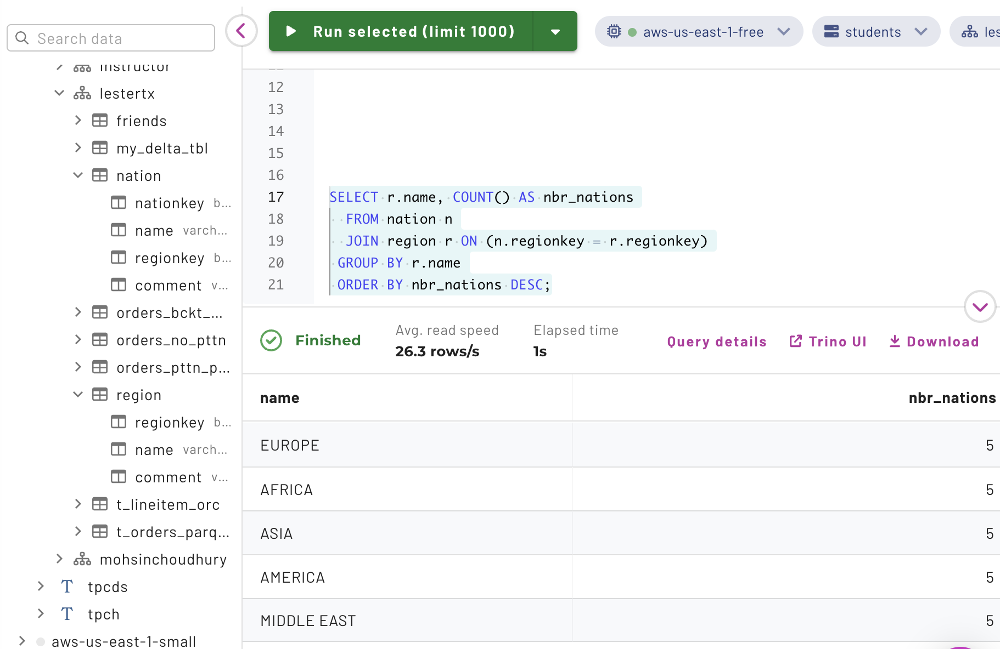 Search data
Run selected (limit 1000)
aws-us-east-1-free
students
les
instructor
lestertx
friends
my_delta_tbl
nation
nationkey b...
name varch...
regionkey b...
comment v...
orders_bckt_...
orders_no_pttn
orders_pttn_p...
region
regionkey b...
name varch...
comment v...
t_lineitem_orc
t_orders_parq...
mohsinchoudhury
T tpcds
T tpch
aws-us-east-1-small
12
13
14
15
16
17 SELECT r.name, COUNT() AS nbr_nations
18 FROM nation n
19 JOIN region r ON (n.regionkey = r.regionkey)
20 GROUP BY r.name
21 ORDER BY nbr_nations DESC;
Finished
Avg. read speed
26.3 rows/s
Elapsed time
1s
Query details
Trino UI
Download
name nbr_nations
EUROPE 5
AFRICA 5
ASIA 5
AMERICA 5
MIDDLE EAST 5